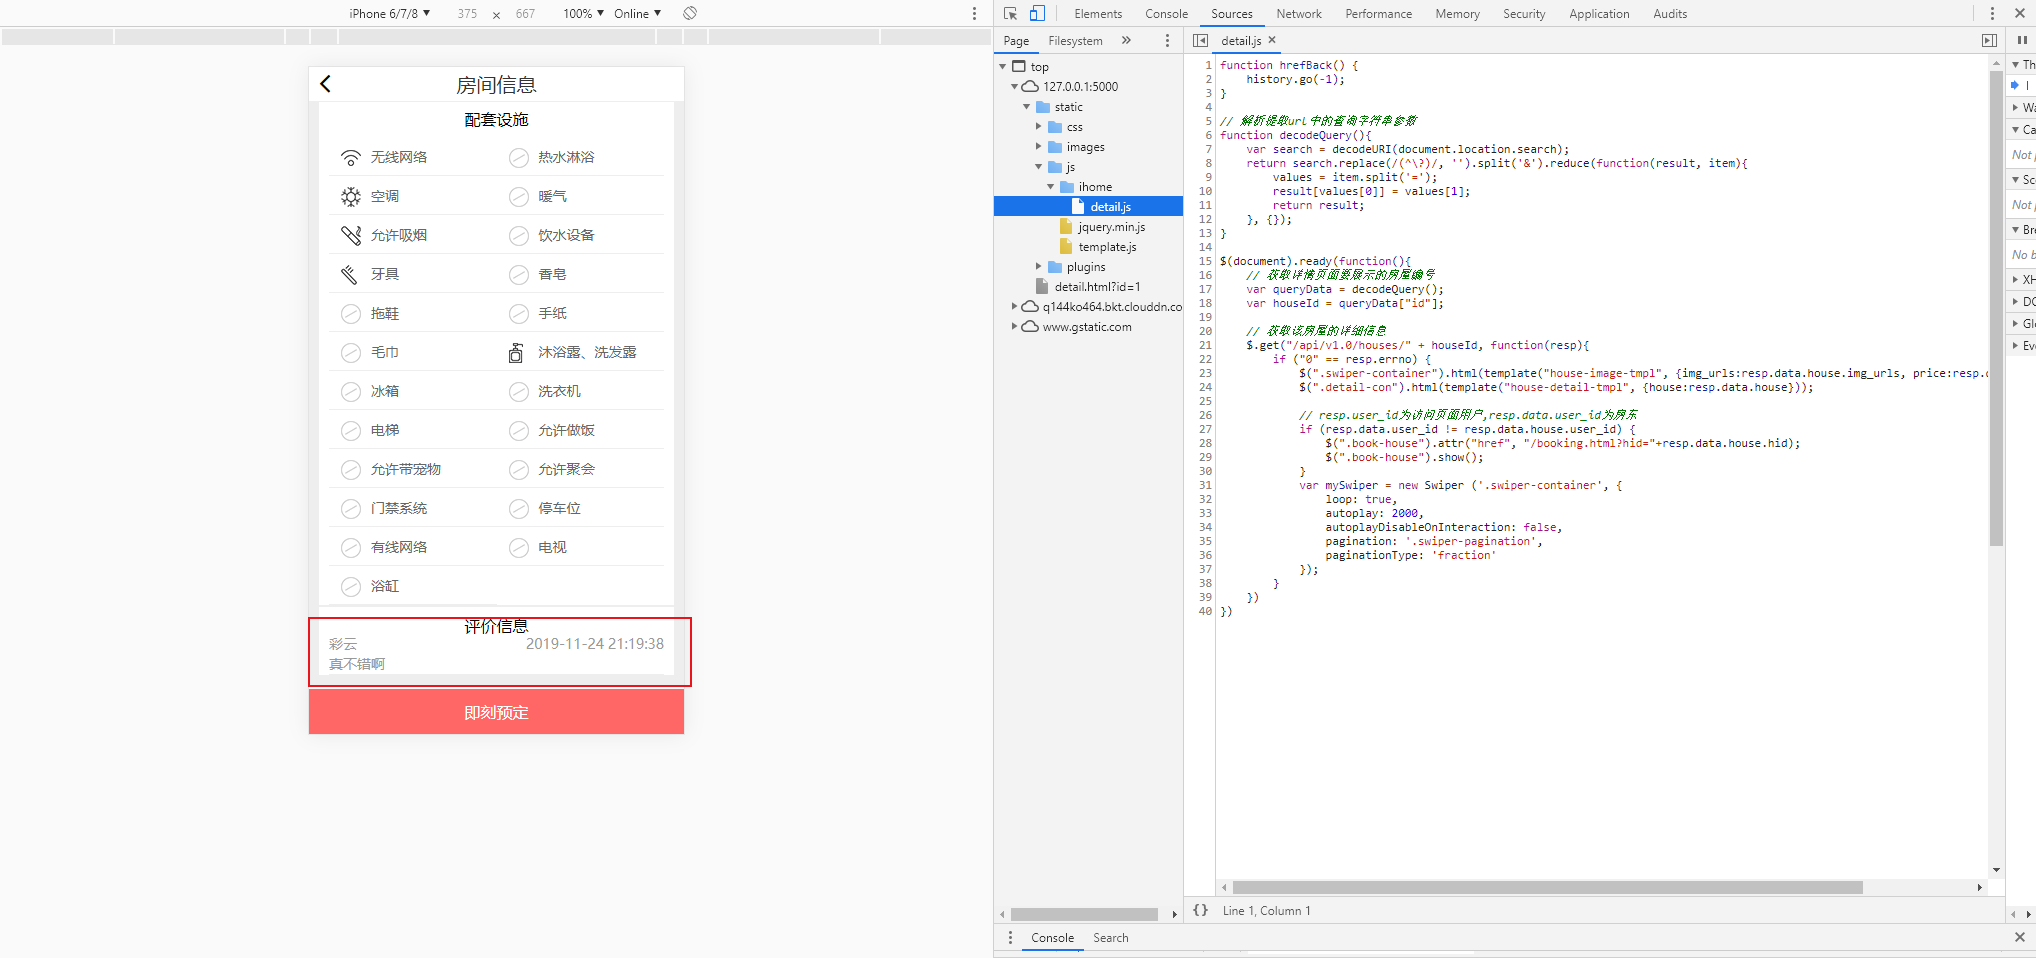 iPhone 6/7/8 ▼ 375 × 667 100% ▼ Online ▼
房间信息
配套设施
无线网络 热水淋浴
空调 暖气
允许吸烟 饮水设备
牙具 香皂
拖鞋 手纸
毛巾 沐浴露、洗发露
冰箱 洗衣机
电梯 允许做饭
允许带宠物 允许聚会
门禁系统 停车位
有线网络 电视
浴缸
评价信息
彩云 2019-11-24 21:19:38
真不错啊
即刻预定
Elements Console Sources Network Performance Memory Security Application Audits
Page Filesystem »
top
127.0.0.1:5000
static
css
images
js
ihome
detail.js
jquery.min.js
template.js
plugins
detail.html?id=1
q144ko464.bkt.clouddn.co
www.gstatic.com
detail.js ×
1 function hrefBack() {
2 history.go(-1);
3 }
4
5 // 解析提取url中的查询字符串参数
6 function decodeQuery(){
7 var search = decodeURI(document.location.search);
8 return search.replace(/(^\?)/, '').split('&').reduce(function(result, item){
9 values = item.split('=');
10 result[values[0]] = values[1];
11 return result;
12 }, {});
13 }
14
15 $(document).ready(function(){
16 // 获取详情页面要展示的房屋编号
17 var queryData = decodeQuery();
18 var houseId = queryData["id"];
19
20 // 获取该房屋的详细信息
21 $.get("/api/v1.0/houses/" + houseId, function(resp){
22 if ("0" == resp.errno) {
23 $(".swiper-container").html(template("house-image-tmpl", {img_urls:resp.data.house.img_urls, price:resp.
24 $(".detail-con").html(template("house-detail-tmpl", {house:resp.data.house}));
25
26 // resp.user_id为访问页面用户,resp.data.user_id为房东
27 if (resp.data.user_id != resp.data.house.user_id) {
28 $(".book-house").attr("href", "/booking.html?hid="+resp.data.house.hid);
29 $(".book-house").show();
30 }
31 var mySwiper = new Swiper ('.swiper-container', {
32 loop: true,
33 autoplay: 2000,
34 autoplayDisableOnInteraction: false,
35 pagination: '.swiper-pagination',
36 paginationType: 'fraction'
37 });
38 }
39 })
40 })
{} Line 1, Column 1
Th
Wa
Ca
Not
Sc
Not
Bre
No b
XH
DO
Glo
Eve
Console Search